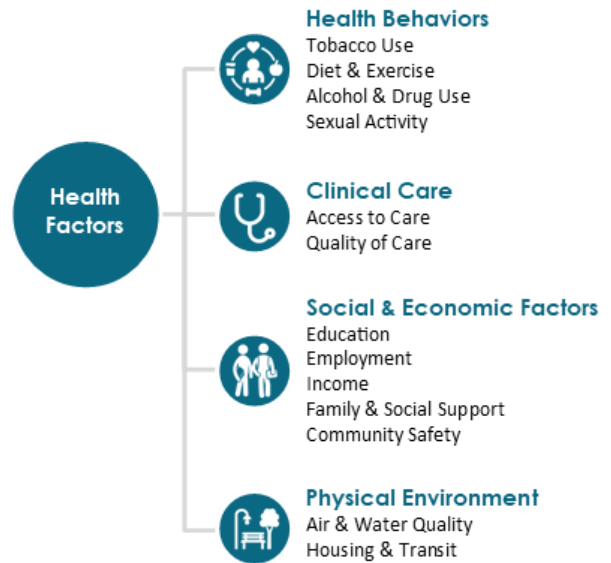 Health
Factors
Health Behaviors
Tobacco Use
Diet & Exercise
Alcohol & Drug Use
Sexual Activity
Clinical Care
Access to Care
Quality of Care
Social & Economic Factors
Education
Employment
Income
Family & Social Support
Community Safety
Physical Environment
Air & Water Quality
Housing & Transit